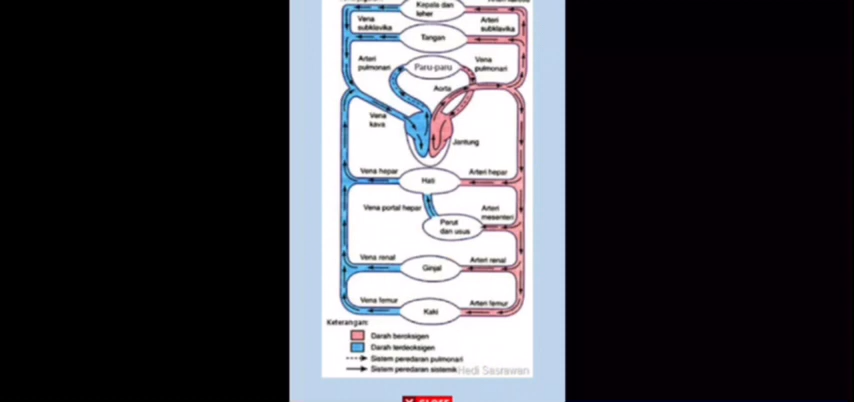 Kepala dan
leher
Vena
subklavika
Arteri
subklavika
Tangan
Arteri
pulmonari
Paru-paru
Vena
pulmonari
Aorta
Vena
kava
Jantung
Vena hepar
Hati
Arteri hepar
Vena portal hepar
Arteri
mesenteri
Perut
dan usus
Vena renal
Ginjal
Arteri renal
Vena femur
Kaki
Arteri femur
Keterangan:
Darah beroksigen
Darah terdeoksigen
Sistem peredaran pulmonari
Sistem peredaran sistemik
Hedi Sasrawan